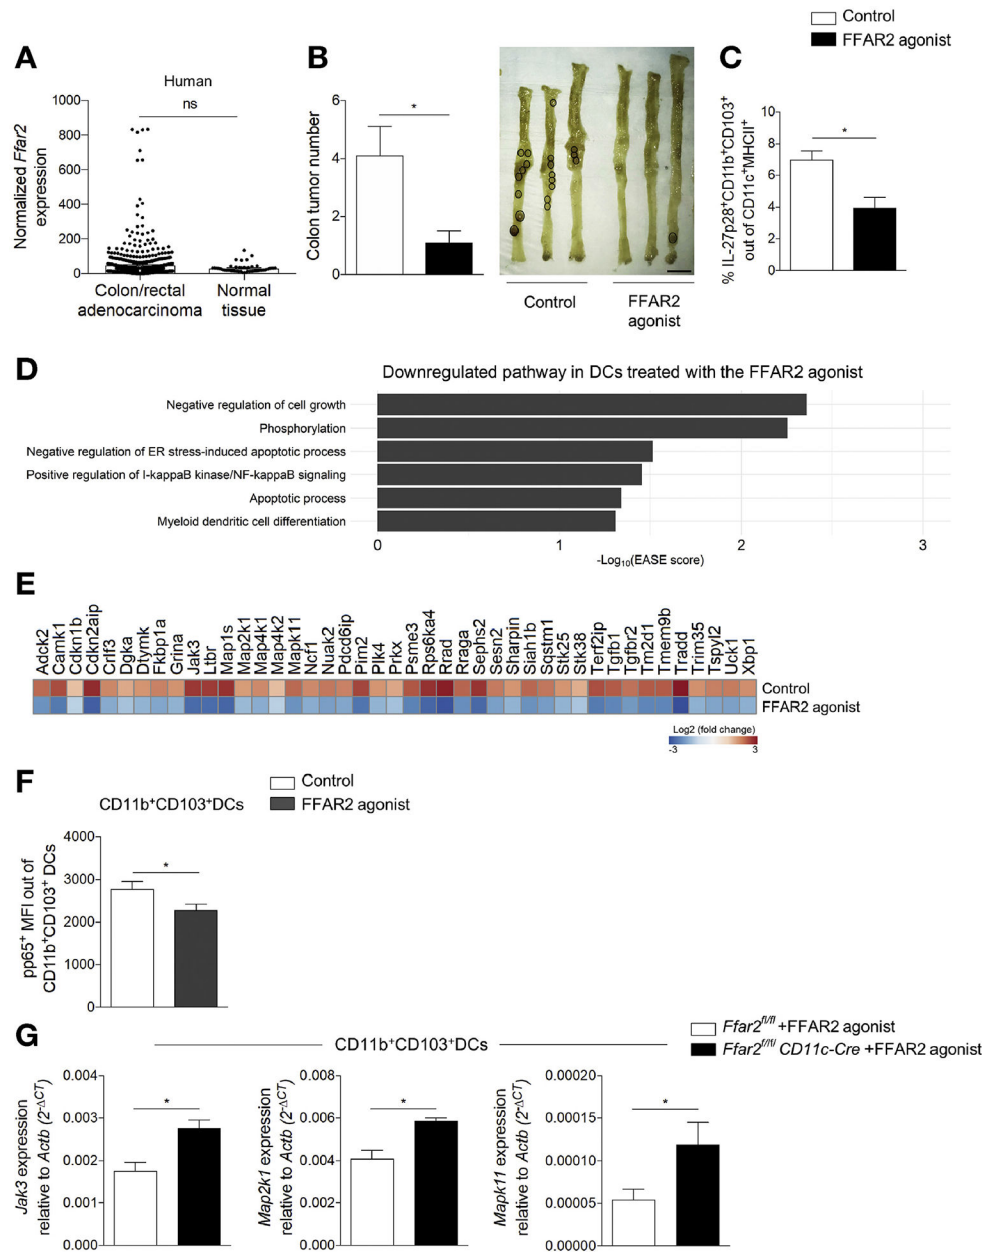 Control
FFAR2 agonist
A
Human
ns
Normalized Ffar2
expression
1000
800
600
400
200
0
Colon/rectal
adenocarcinoma
Normal
tissue
B
Colon tumor number
6
4
2
0
*
Control
FFAR2
agonist
C
% IL-27p28⁺CD11b⁺CD103⁺
out of CD11c⁺MHCII⁺
10
8
6
4
2
0
*
D
Downregulated pathway in DCs treated with the FFAR2 agonist
Negative regulation of cell growth
Phosphorylation
Negative regulation of ER stress-induced apoptotic process
Positive regulation of I-kappaB kinase/NF-kappaB signaling
Apoptotic process
Myeloid dendritic cell differentiation
0 1 2 3
-Log₁₀(EASE score)
E
Adck2 Camk1 Cdkn1b Cdkn2aip Crlf3 Dgka Dtymk Fkbp1a Grina Jak3 Ltbr Map1s Map2k1 Map4k1 Map4k2 Mapk11 Ncf1 Nuak2 Pdcd6ip Pim2 Plk4 Prkx Psme3 Rps6ka4 Rrad Rraga Sephs2 Sesn2 Sharpin Siah1b Sqstm1 Stk25 Stk38 Terf2ip Tgfb1 Tgfbr2 Tm2d1 Tmem9b Tradd Trim35 Tspyl2 Uck1 Xbp1
Control
FFAR2 agonist
Log2 (fold change)
-3 3
F
Control
FFAR2 agonist
CD11b⁺CD103⁺DCs
pp65⁺ MFI out of
CD11b⁺CD103⁺ DCs
4000
3000
2000
1000
0
*
G
Ffar2fl/fl +FFAR2 agonist
Ffar2fl/fl CD11c-Cre +FFAR2 agonist
CD11b⁺CD103⁺DCs
Jak3 expression
relative to Actb (2-ΔCT)
0.004
0.003
0.002
0.001
0.000
*
Map2k1 expression
relative to Actb (2-ΔCT)
0.008
0.006
0.004
0.002
0.000
*
Mapk11 expression
relative to Actb (2-ΔCT)
0.00020
0.00015
0.00010
0.00005
0.00000
*